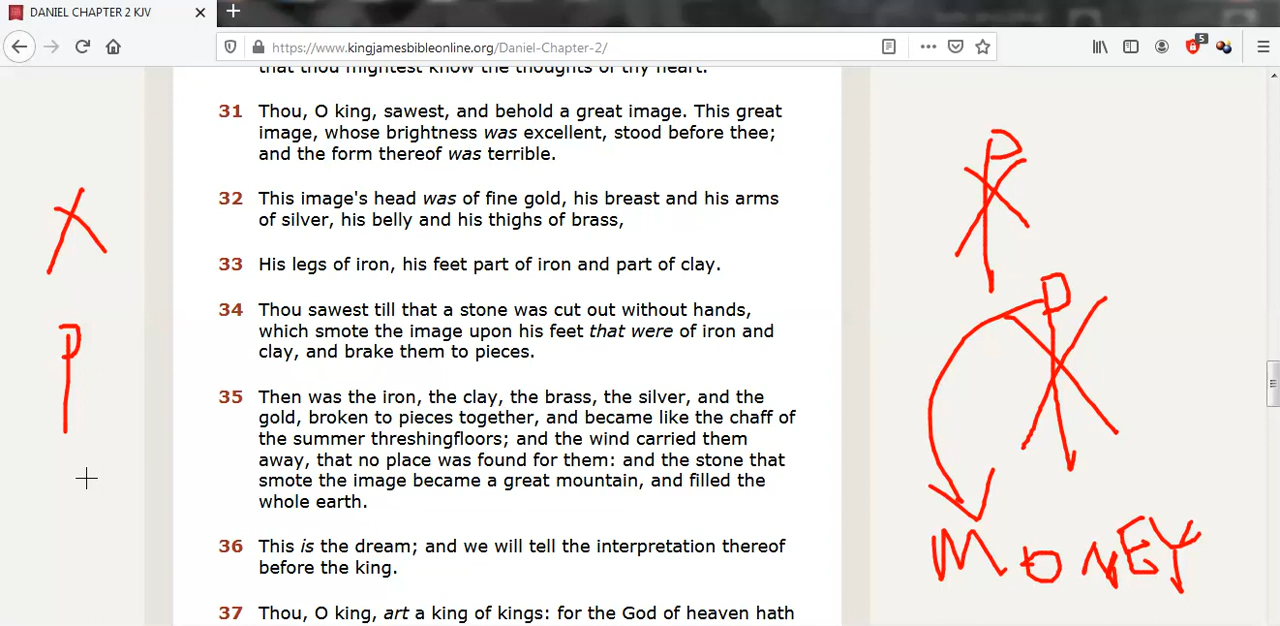 DANIEL CHAPTER 2 KJV
https://www.kingjamesbibleonline.org/Daniel-Chapter-2/
5
that thou mightest know the thoughts of thy heart.
31 Thou, O king, sawest, and behold a great image. This great
image, whose brightness was excellent, stood before thee;
and the form thereof was terrible.
32 This image's head was of fine gold, his breast and his arms
of silver, his belly and his thighs of brass,
33 His legs of iron, his feet part of iron and part of clay.
34 Thou sawest till that a stone was cut out without hands,
which smote the image upon his feet that were of iron and
clay, and brake them to pieces.
35 Then was the iron, the clay, the brass, the silver, and the
gold, broken to pieces together, and became like the chaff of
the summer threshingfloors; and the wind carried them
away, that no place was found for them: and the stone that
smote the image became a great mountain, and filled the
whole earth.
36 This is the dream; and we will tell the interpretation thereof
before the king.
37 Thou, O king, art a king of kings: for the God of heaven hath
X
P
P
X
P
X
MONEY